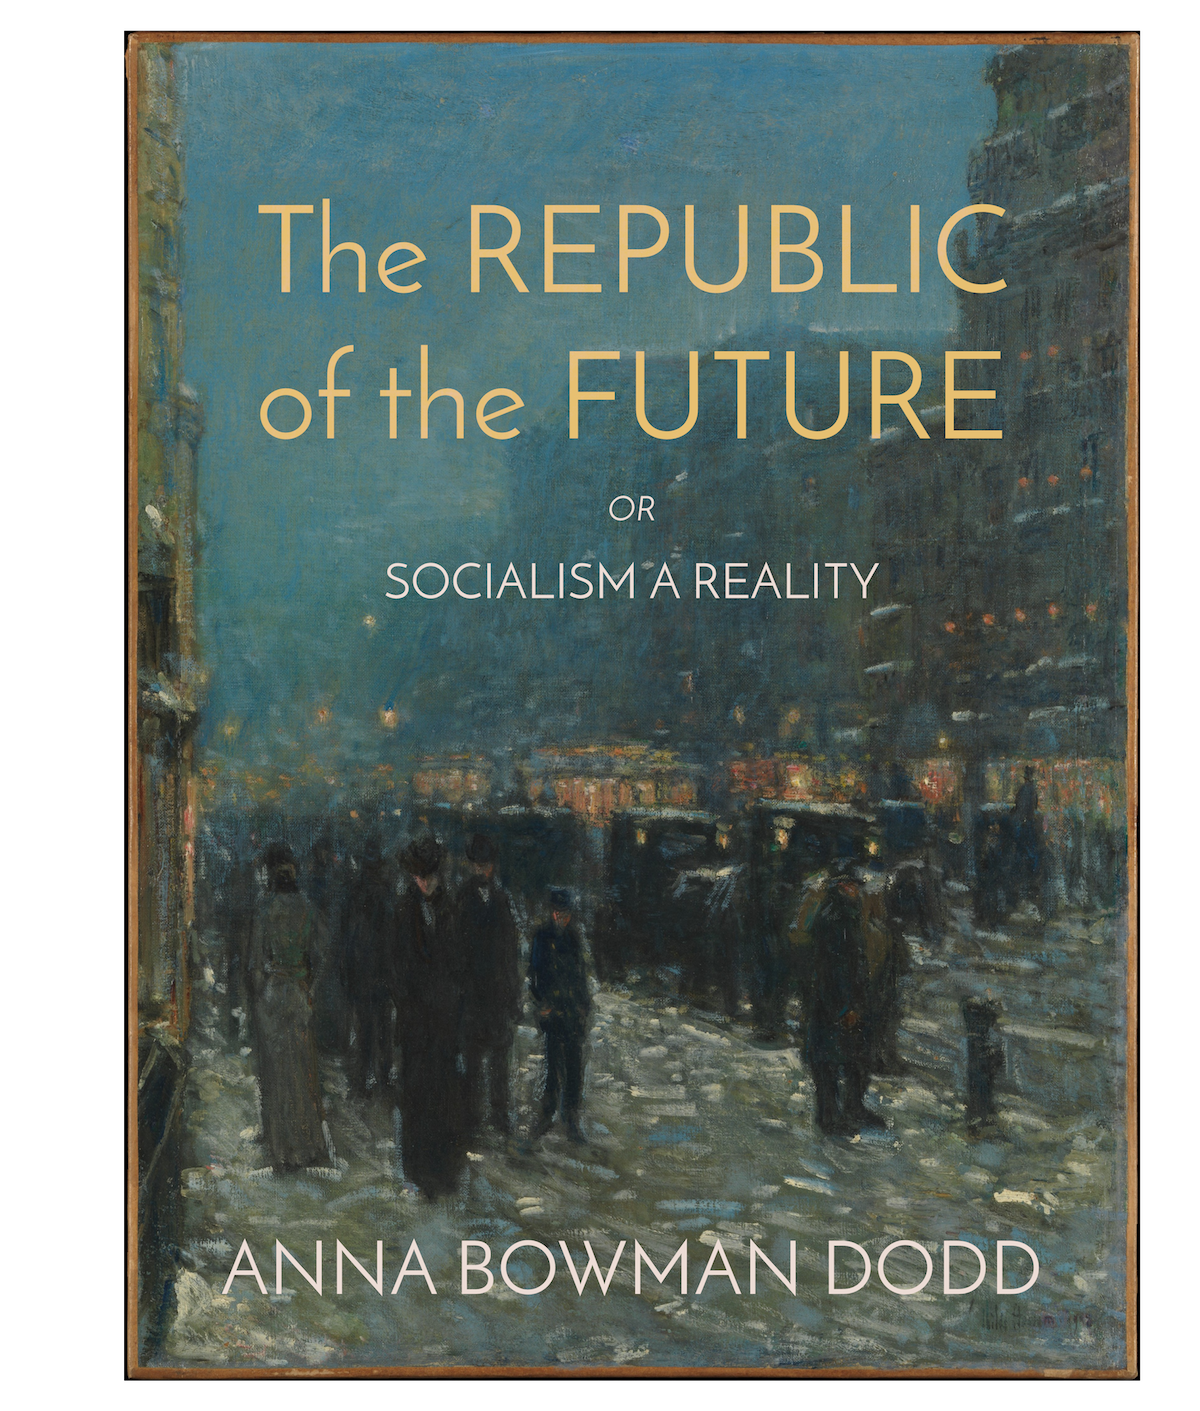 The REPUBLIC
of the FUTURE
OR
SOCIALISM A REALITY
ANNA BOWMAN DODD